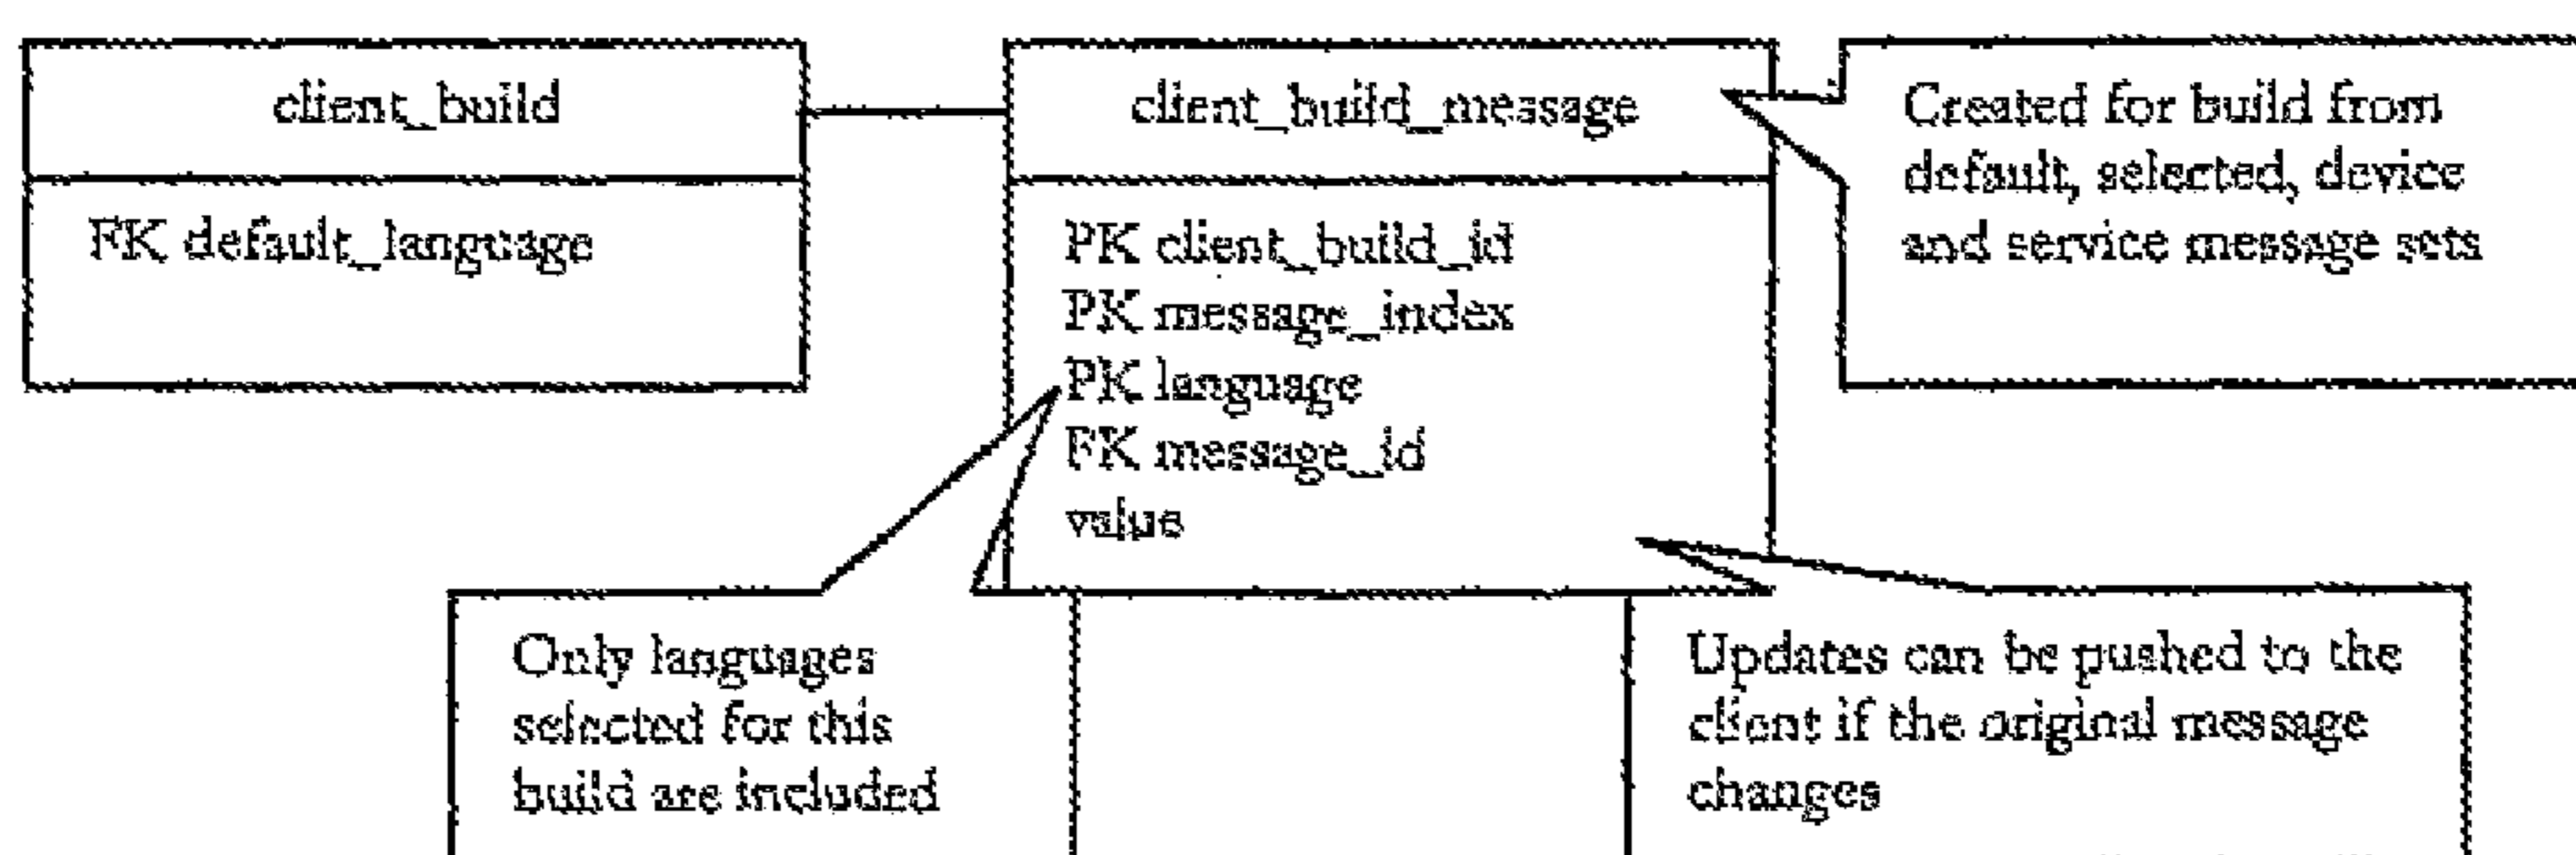 client_build
FK default_language
client_build_message
PK client_build_id
PK message_index
PK language
FK message_id
value
Created for build from
default, selected, device
and service message sets
Only languages
selected for this
build are included
Updates can be pushed to the
client if the original message
changes